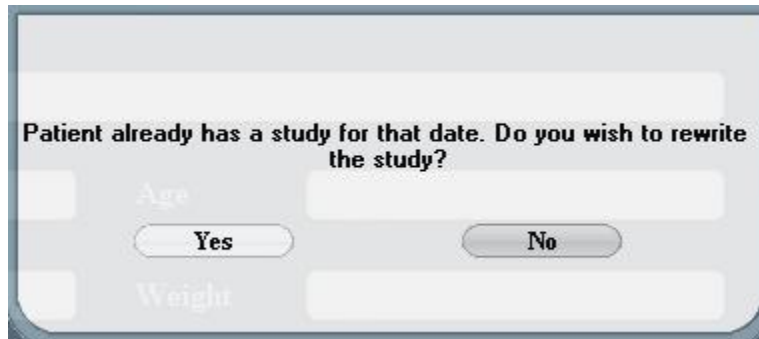 Patient already has a study for that date. Do you wish to rewrite
the study?
Age
Yes
No
Weight